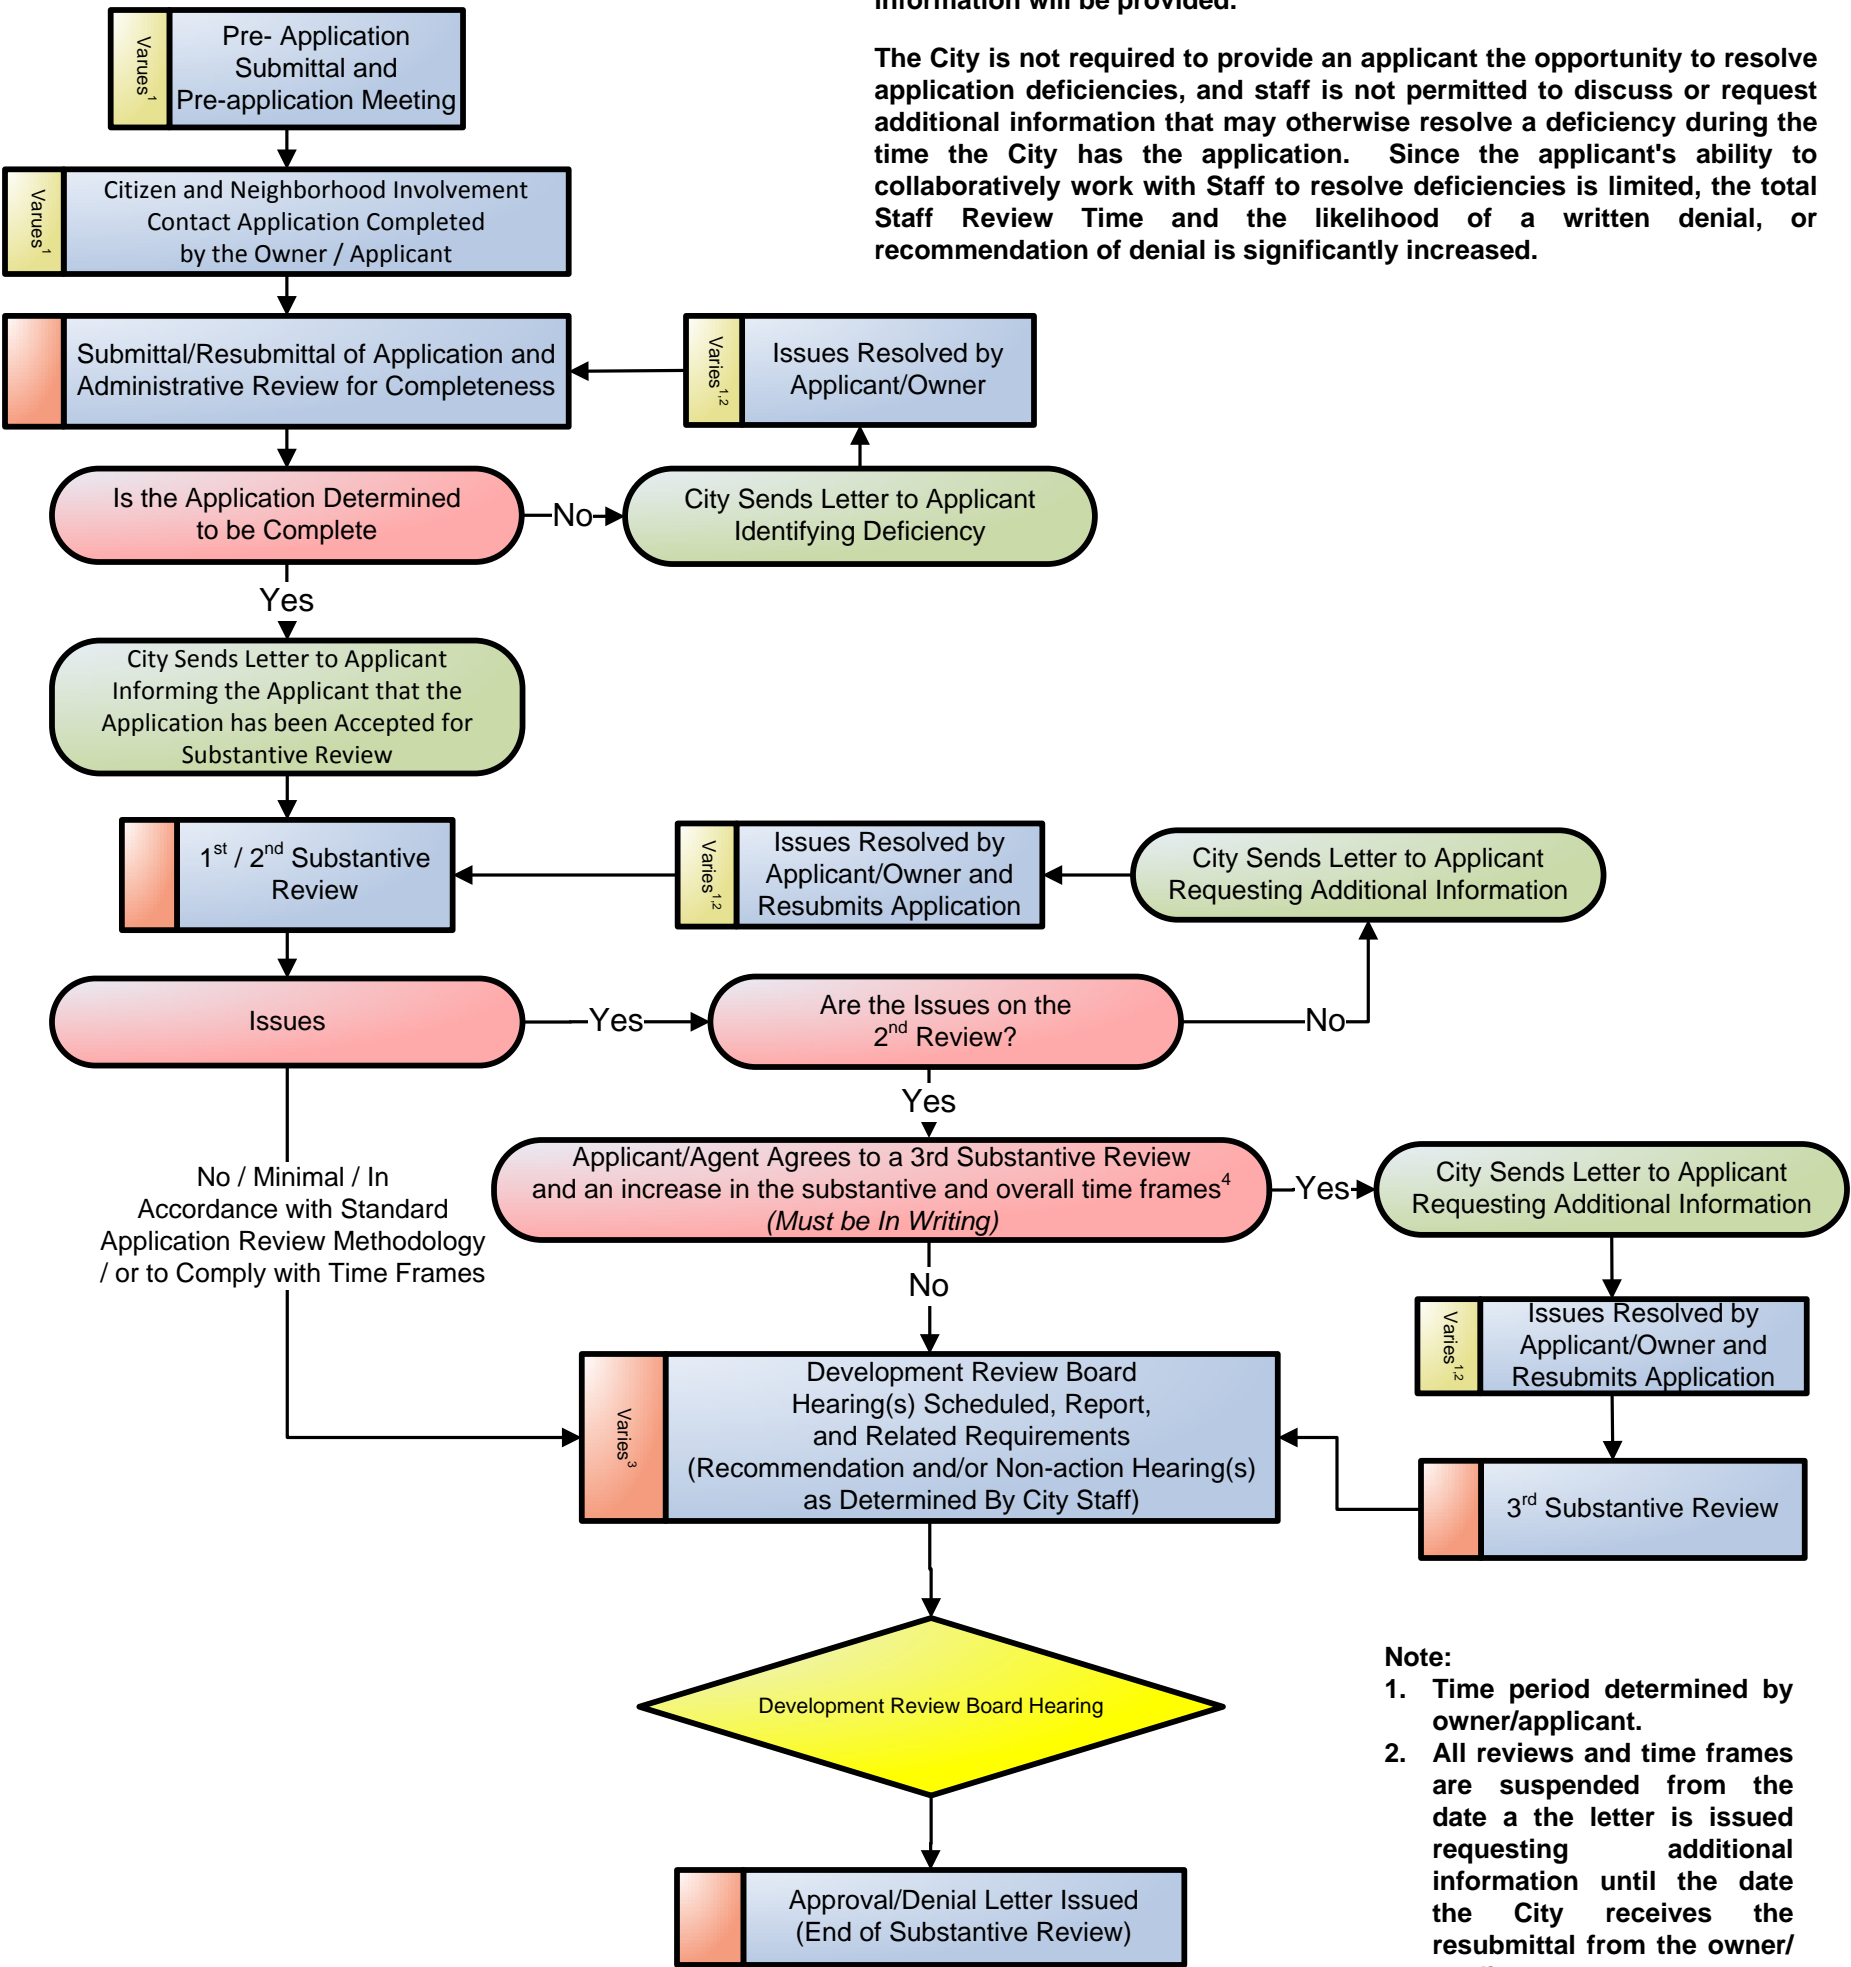 information will be provided.
The City is not required to provide an applicant the opportunity to resolve
application deficiencies, and staff is not permitted to discuss or request
additional information that may otherwise resolve a deficiency during the
time the City has the application. Since the applicant's ability to
collaboratively work with Staff to resolve deficiencies is limited, the total
Staff Review Time and the likelihood of a written denial, or
recommendation of denial is significantly increased.
Varues1
Pre- Application
Submittal and
Pre-application Meeting
Varues1
Citizen and Neighborhood Involvement
Contact Application Completed
by the Owner / Applicant
Submittal/Resubmittal of Application and
Administrative Review for Completeness
Varies1,2
Issues Resolved by
Applicant/Owner
Is the Application Determined
to be Complete
No
City Sends Letter to Applicant
Identifying Deficiency
Yes
City Sends Letter to Applicant
Informing the Applicant that the
Application has been Accepted for
Substantive Review
1st / 2nd Substantive
Review
Varies1,2
Issues Resolved by
Applicant/Owner and
Resubmits Application
City Sends Letter to Applicant
Requesting Additional Information
Issues
Yes
Are the Issues on the
2nd Review?
No
Yes
No / Minimal / In
Accordance with Standard
Application Review Methodology
/ or to Comply with Time Frames
Applicant/Agent Agrees to a 3rd Substantive Review
and an increase in the substantive and overall time frames4
(Must be In Writing)
Yes
City Sends Letter to Applicant
Requesting Additional Information
No
Varies1,2
Issues Resolved by
Applicant/Owner and
Resubmits Application
Varies3
Development Review Board
Hearing(s) Scheduled, Report,
and Related Requirements
(Recommendation and/or Non-action Hearing(s)
as Determined By City Staff)
3rd Substantive Review
Development Review Board Hearing
Approval/Denial Letter Issued
(End of Substantive Review)
Note:
1. Time period determined by
owner/applicant.
2. All reviews and time frames
are suspended from the
date a the letter is issued
requesting additional
information until the date
the City receives the
resubmittal from the owner/